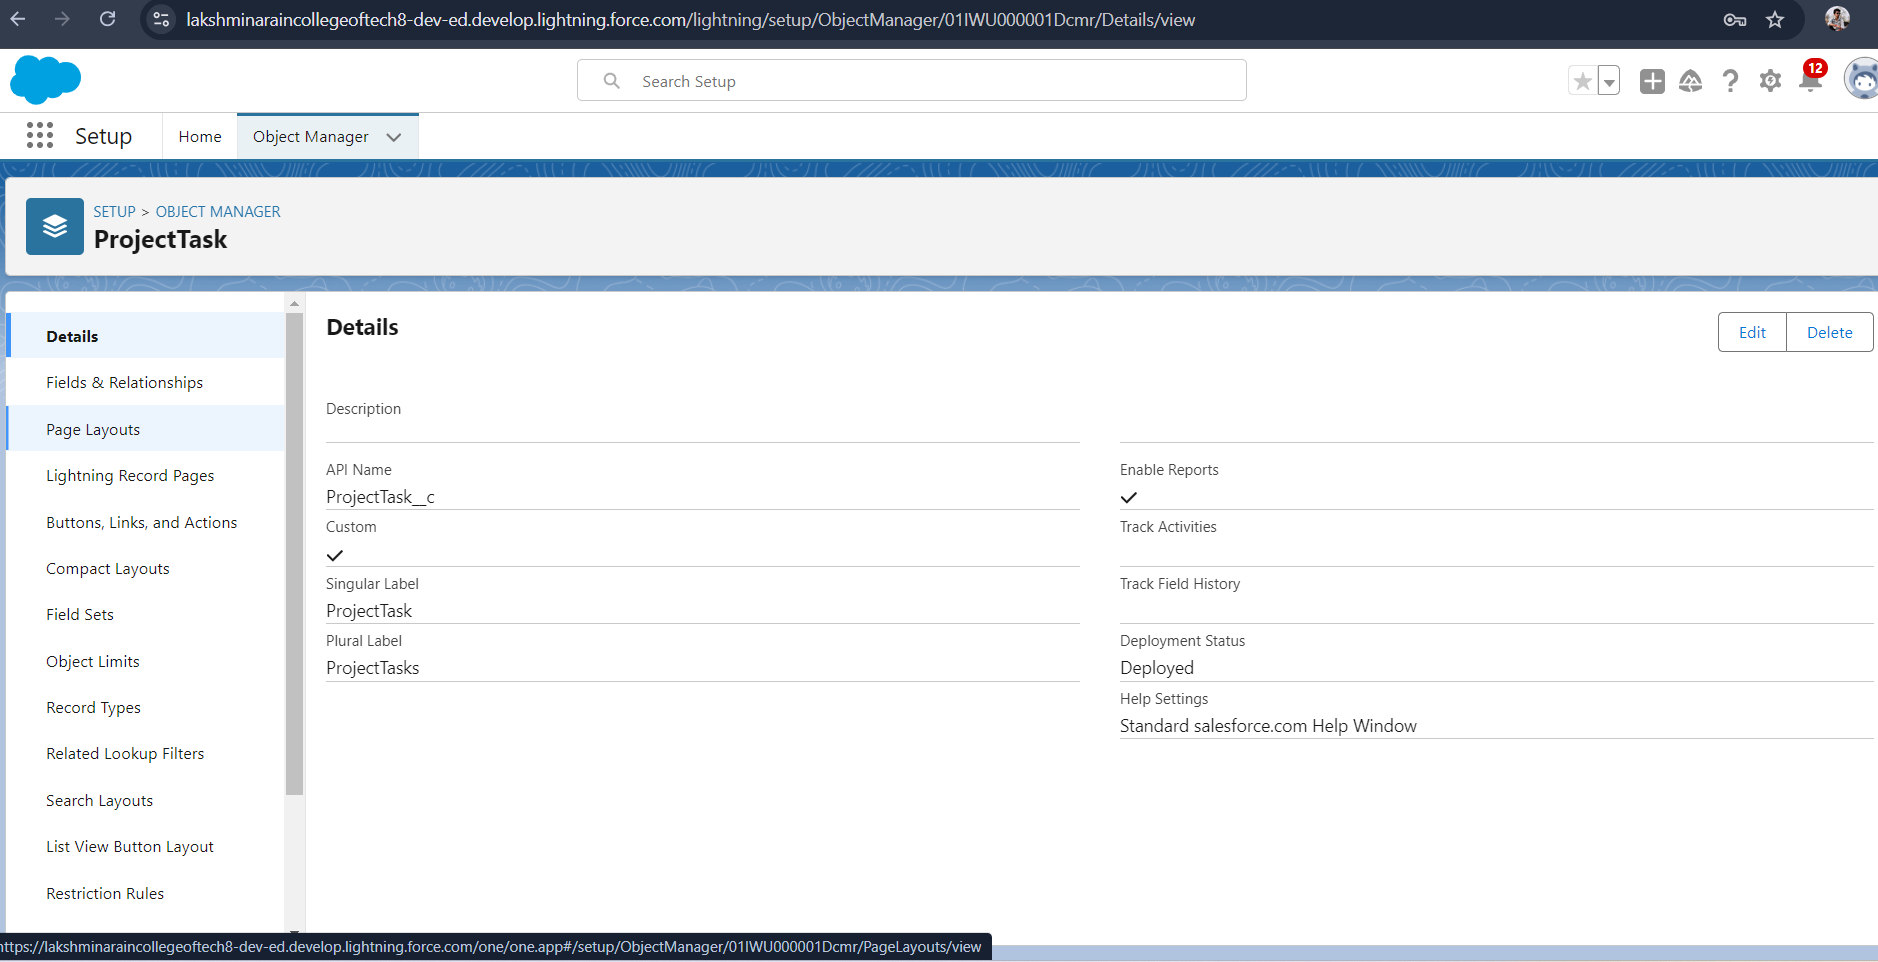 lakshminaraincollegeoftech8-dev-ed.develop.lightning.force.com/lightning/setup/ObjectManager/01IWU000001Dcmr/Details/view
Search Setup
12
Setup
Home
Object Manager
SETUP > OBJECT MANAGER
ProjectTask
Details
Fields & Relationships
Page Layouts
Lightning Record Pages
Buttons, Links, and Actions
Compact Layouts
Field Sets
Object Limits
Record Types
Related Lookup Filters
Search Layouts
List View Button Layout
Restriction Rules
Details
Edit
Delete
Description
API Name
ProjectTask__c
Custom
Singular Label
ProjectTask
Plural Label
ProjectTasks
Enable Reports
Track Activities
Track Field History
Deployment Status
Deployed
Help Settings
Standard salesforce.com Help Window
https://lakshminaraincollegeoftech8-dev-ed.develop.lightning.force.com/one/one.app#/setup/ObjectManager/01IWU000001Dcmr/PageLayouts/view